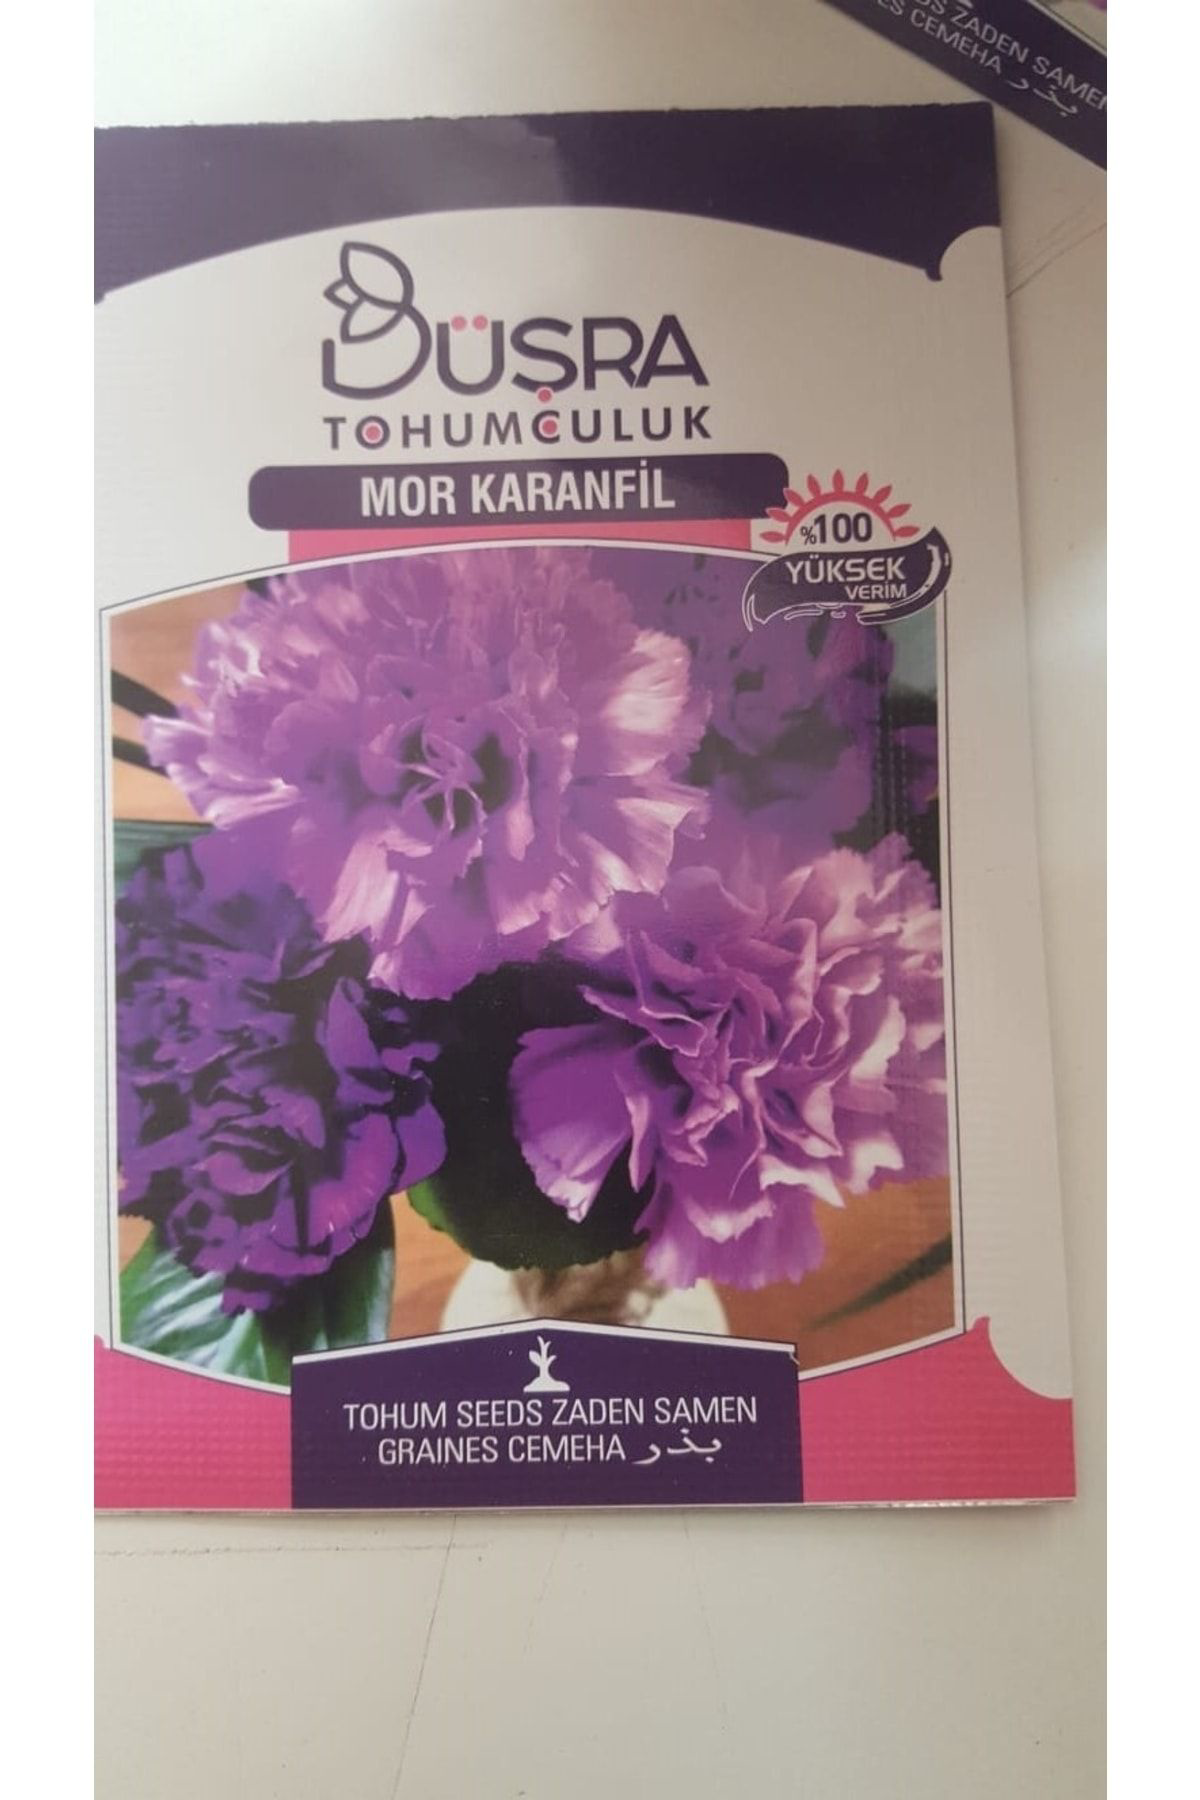 ZADEN SAMEN
CEMEHA بذر
BÜŞRA
TOHUMCULUK
MOR KARANFİL
%100
YÜKSEK
VERİM
TOHUM SEEDS ZADEN SAMEN
GRAINES CEMEHA بذر